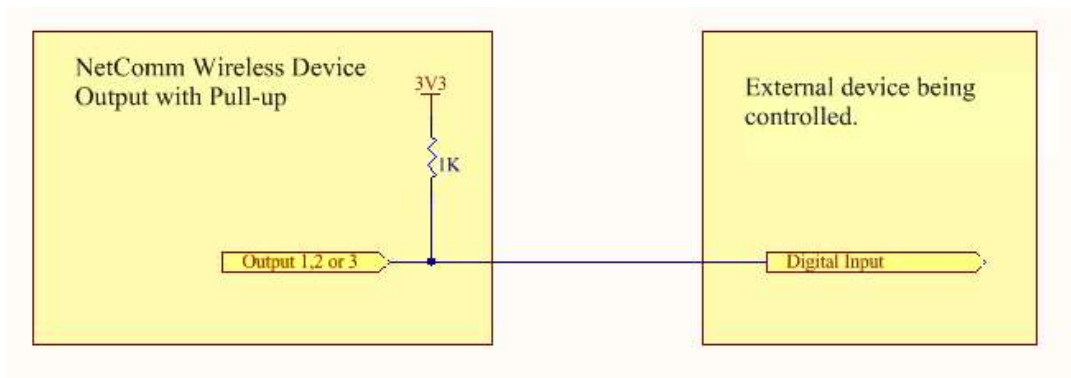 NetComm Wireless Device
Output with Pull-up
3V3
1K
Output 1,2 or 3
External device being
controlled.
Digital Input